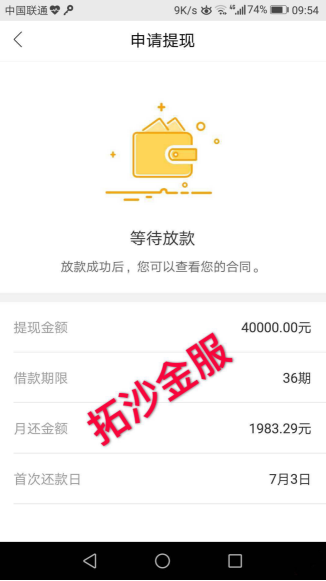 中国联通 9K/s 4G 74% 09:54
申请提现
等待放款
放款成功后，您可以查看您的合同。
提现金额 40000.00元
借款期限 36期
拓沙金服
月还金额 1983.29元
首次还款日 7月3日